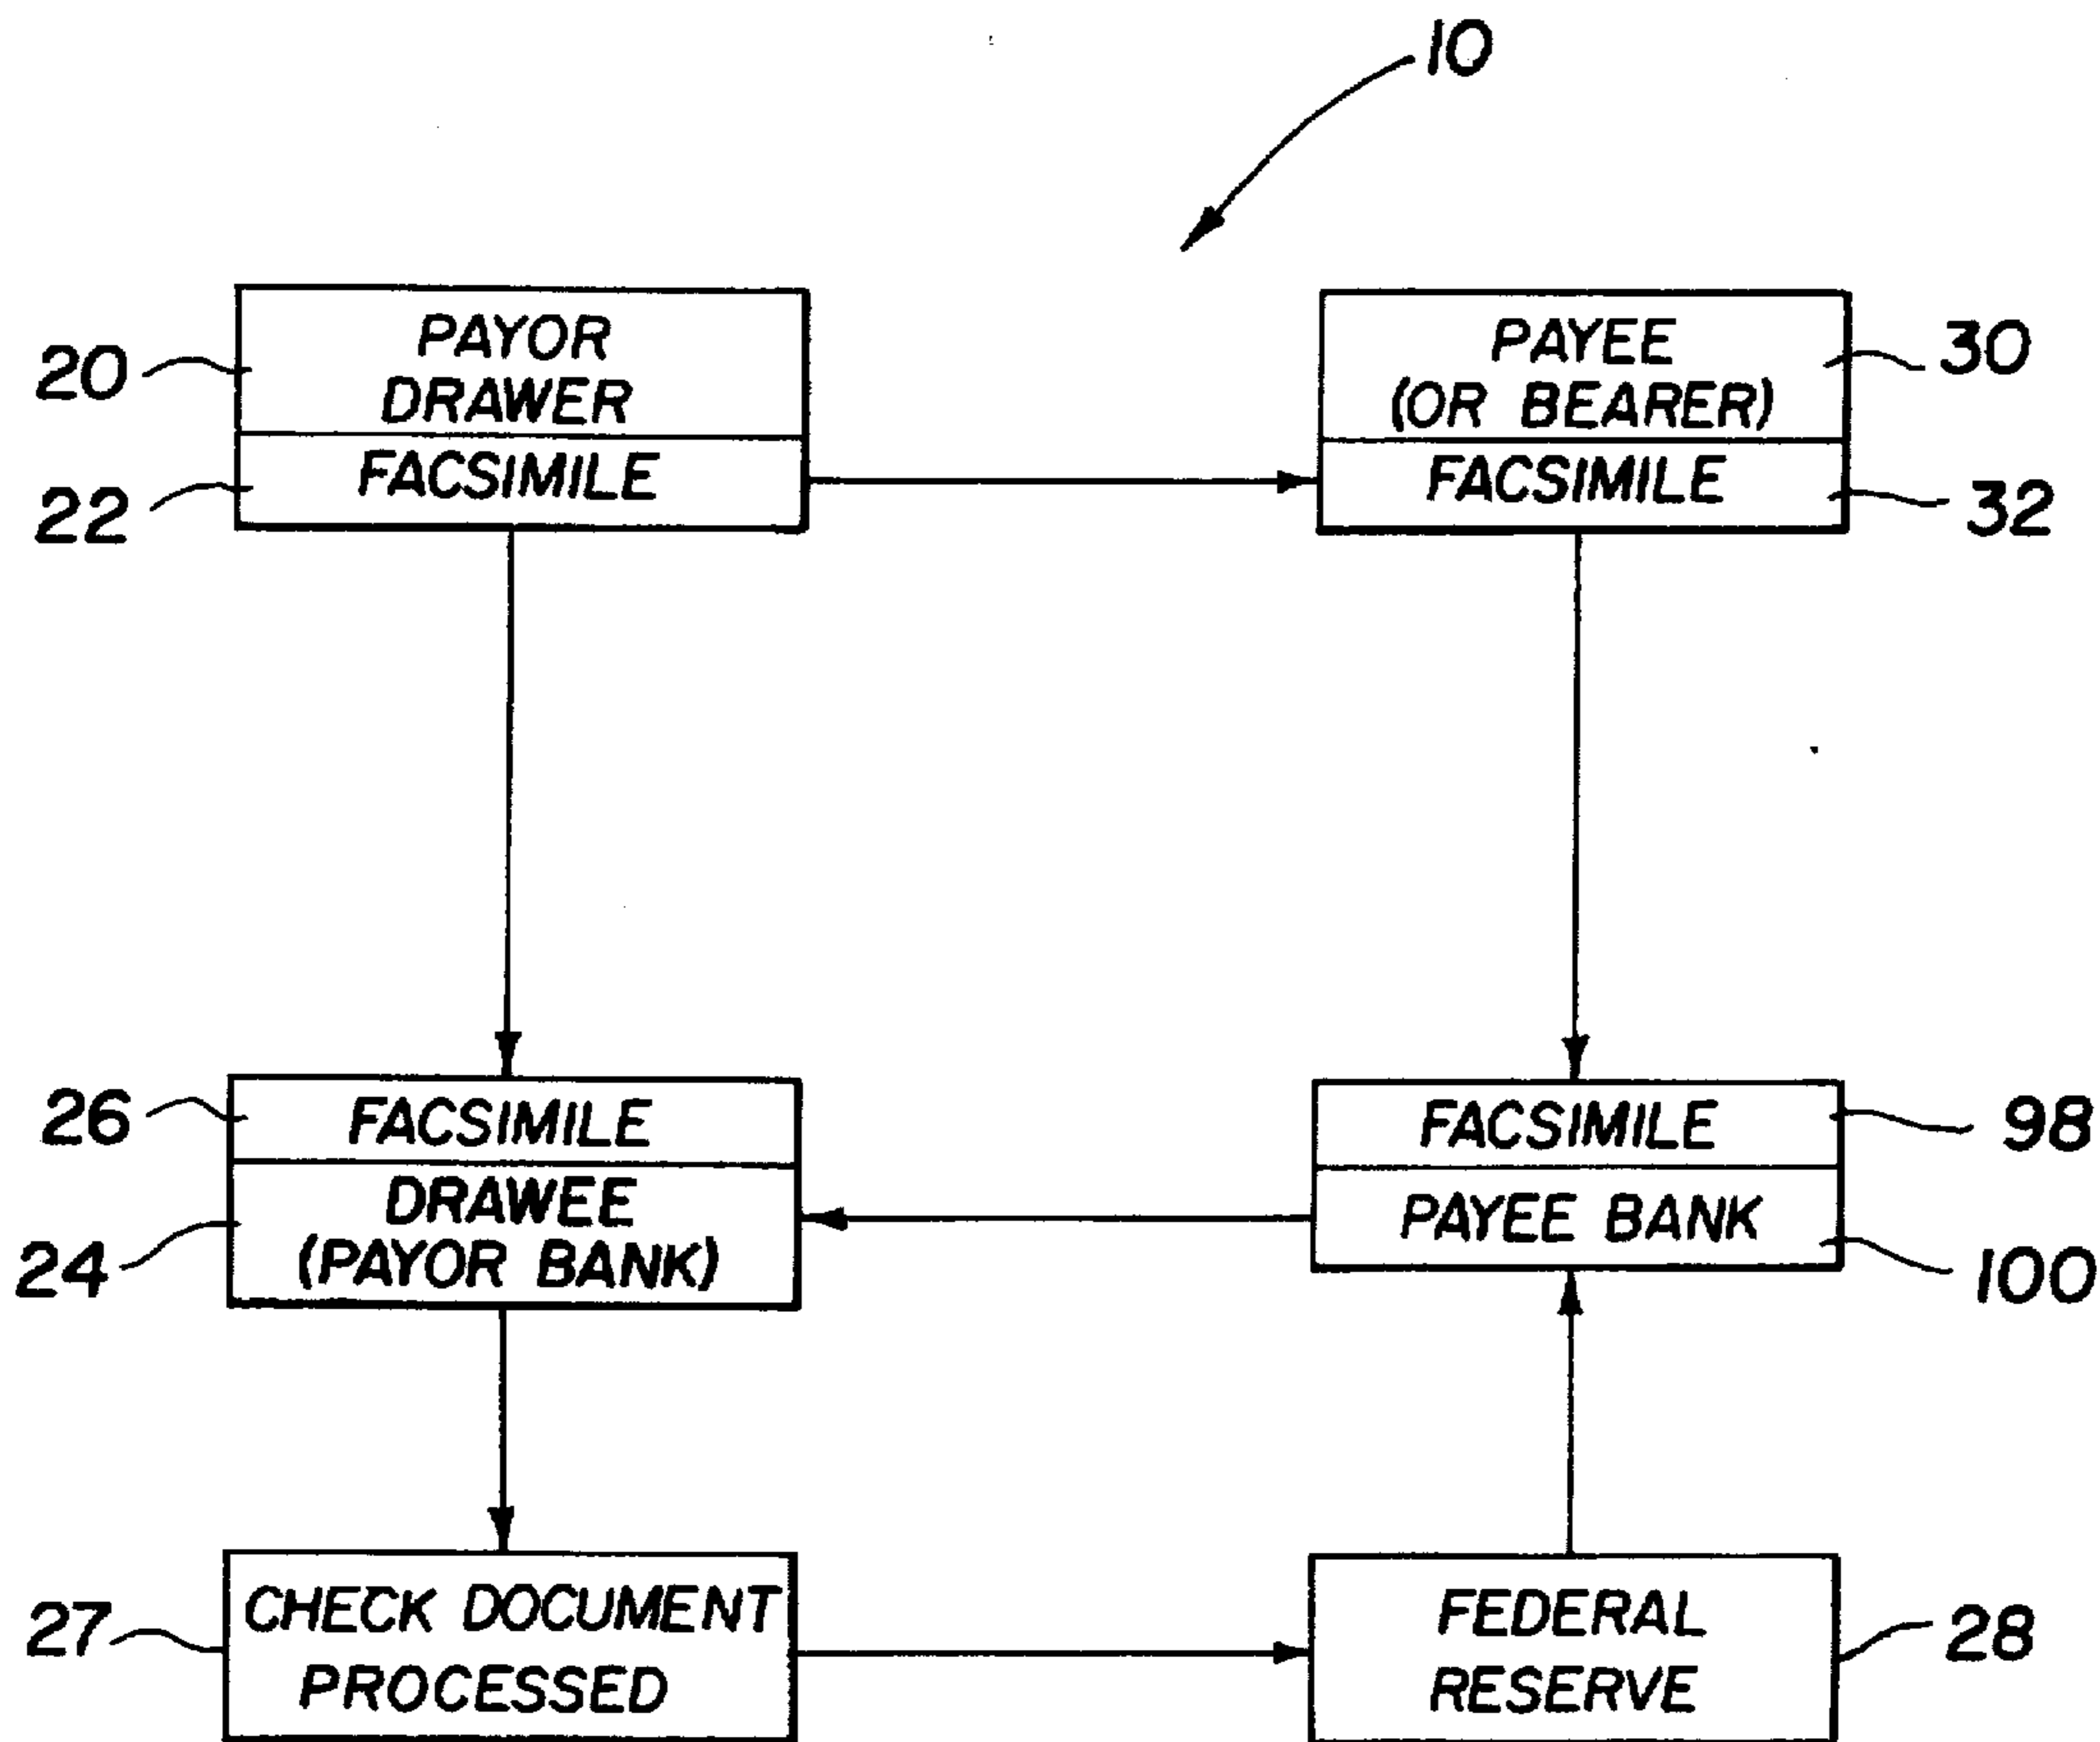 10
PAYOR
DRAWER
20
FACSIMILE
22
PAYEE
(OR BEARER)
30
FACSIMILE
32
26
FACSIMILE
24
DRAWEE
(PAYOR BANK)
FACSIMILE
98
PAYEE BANK
100
27
CHECK DOCUMENT
PROCESSED
FEDERAL
RESERVE
28